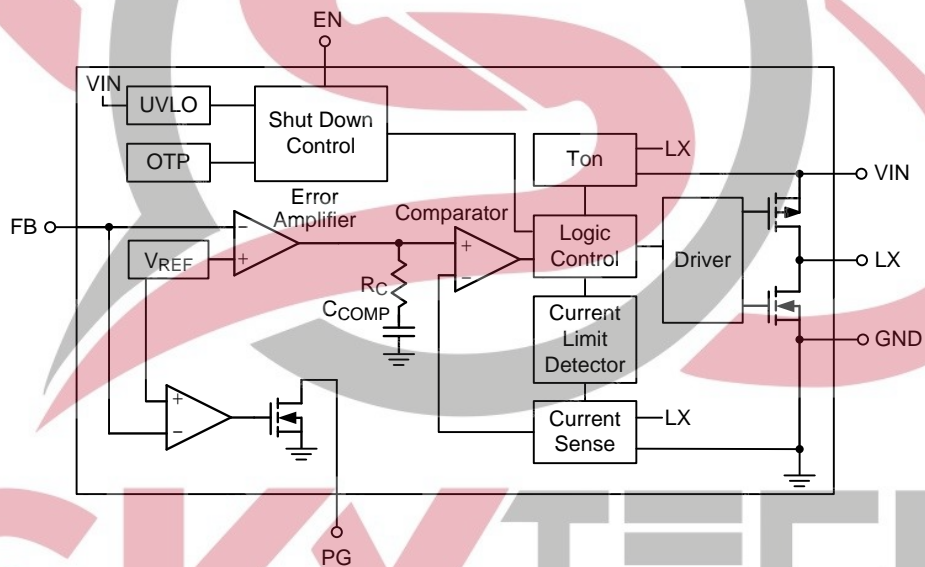 EN
VIN
UVLO
Shut Down
Control
OTP
Ton
LX
VIN
Error
Amplifier
Comparator
FB
−
+
VREF
+
−
Logic
Control
Driver
LX
RC
CCOMP
Current
Limit
Detector
GND
+
−
Current
Sense
LX
PG